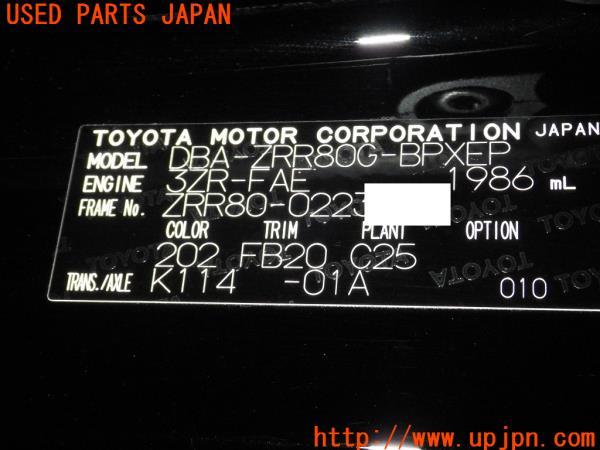 USED PARTS JAPAN
TOYOTA MOTOR CORPORATION JAPAN
MODEL DBA-ZRR80G-BPXEP
ENGINE 3ZR-FAE 1986 mL
FRAME No. ZRR80-0223
COLOR TRIM PLANT OPTION
202 FB20 C25
TRANS./AXLE K114 -01A 010
http://www.upjpn.com